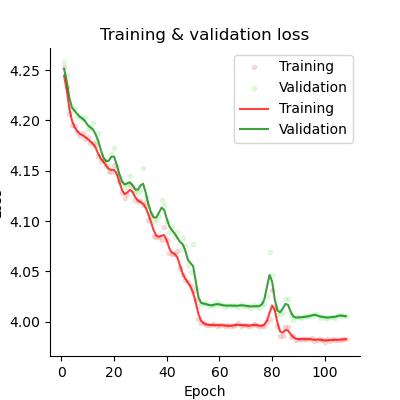 Training & validation loss
4.25
4.20
4.15
4.10
4.05
4.00
Training
Validation
Training
Validation
0
20
40
60
80
100
Epoch